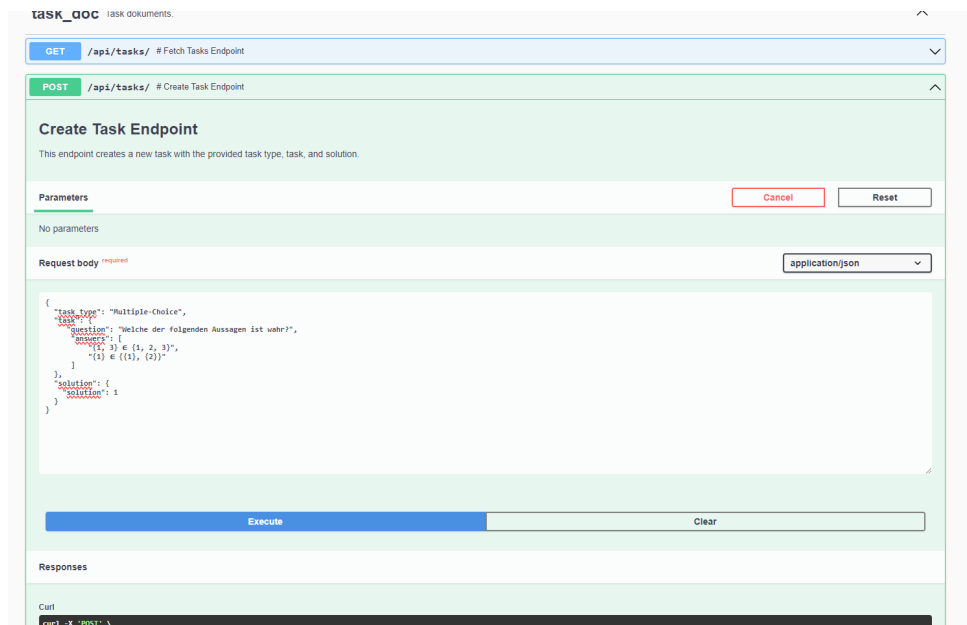 task_doc Task dokuments.
GET /api/tasks/ # Fetch Tasks Endpoint
POST /api/tasks/ # Create Task Endpoint
Create Task Endpoint
This endpoint creates a new task with the provided task type, task, and solution.
Parameters
Cancel
Reset
No parameters
Request body required
application/json
{
"task_type": "Multiple-Choice",
"task": {
"question": "Welche der folgenden Aussagen ist wahr?",
"answers": [
"{1, 3} ∈ {1, 2, 3}",
"{1} ∈ {{1}, {2}}"
]
},
"solution": {
"solution": 1
}
}
Execute
Clear
Responses
Curl
curl -X 'POST' \